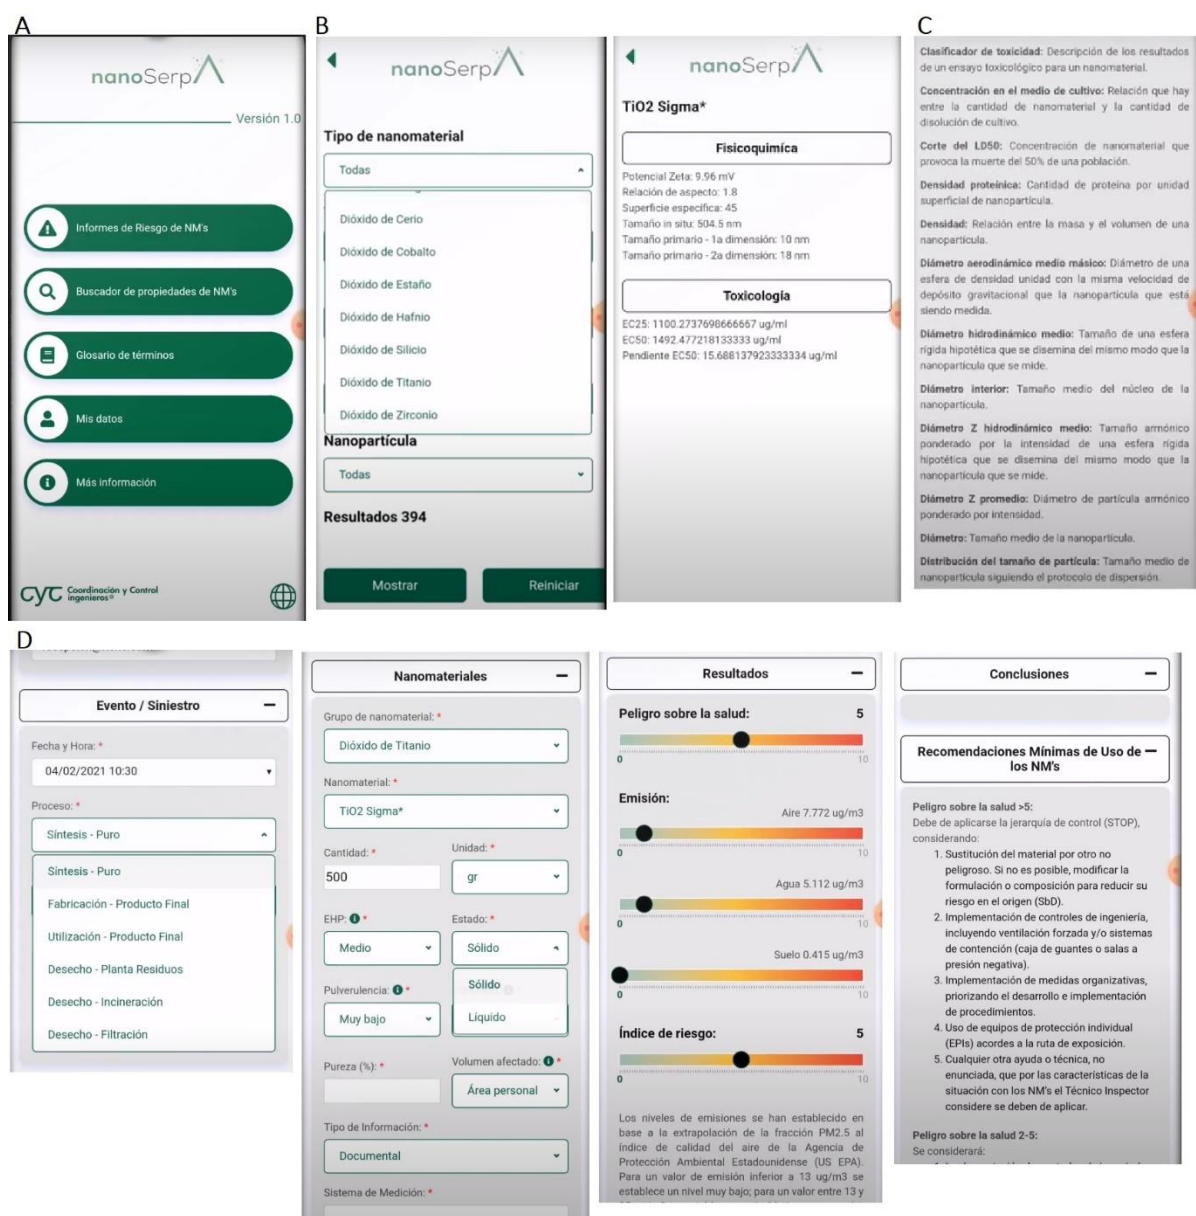 A
nanoSerp
Versión 1.0
Informes de Riesgo de NM's
Buscador de propiedades de NM's
Glosario de términos
Mis datos
Más información
CYC Coordinación y Control
ingenieros
B
nanoSerp
Tipo de nanomaterial
Todas
Dióxido de Cerio
Dióxido de Cobalto
Dióxido de Estaño
Dióxido de Hafnio
Dióxido de Silicio
Dióxido de Titanio
Dióxido de Zirconio
Nanopartícula
Todas
Resultados 394
Mostrar
Reiniciar
nanoSerp
TiO2 Sigma*
Fisicoquimíca
Potencial Zeta: 9.96 mV
Relación de aspecto: 1.8
Superficie específica: 45
Tamaño in situ: 504.5 nm
Tamaño primario - 1a dimensión: 10 nm
Tamaño primario - 2a dimensión: 18 nm
Toxicología
EC25: 1100.2737698666667 ug/ml
EC50: 1492.477218133333 ug/ml
Pendiente EC50: 15.688137923333334 ug/ml
C
Clasificador de toxicidad: Descripción de los resultados
de un ensayo toxicológico para un nanomaterial.
Concentración en el medio de cultivo: Relación que hay
entre la cantidad de nanomaterial y la cantidad de
disolución de cultivo.
Corte del LD50: Concentración de nanomaterial que
provoca la muerte del 50% de una población.
Densidad proteínica: Cantidad de proteína por unidad
superficial de nanopartícula.
Densidad: Relación entre la masa y el volumen de una
nanopartícula.
Diámetro aerodinámico medio másico: Diámetro de una
esfera de densidad unidad con la misma velocidad de
depósito gravitacional que la nanopartícula que está
siendo medida.
Diámetro hidrodinámico medio: Tamaño de una esfera
rígida hipotética que se disemina del mismo modo que la
nanopartícula que se mide.
Diámetro interior: Tamaño medio del núcleo de la
nanopartícula.
Diámetro Z hidrodinámico medio: Tamaño armónico
ponderado por la intensidad de una esfera rígida
hipotética que se disemina del mismo modo que la
nanopartícula que se mide.
Diámetro Z promedio: Diámetro de partícula armónico
ponderado por intensidad.
Diámetro: Tamaño medio de la nanopartícula.
Distribución del tamaño de partícula: Tamaño medio de
nanopartícula siguiendo el protocolo de dispersión.
D
Evento / Siniestro
Fecha y Hora: *
04/02/2021 10:30
Proceso: *
Síntesis - Puro
Síntesis - Puro
Fabricación - Producto Final
Utilización - Producto Final
Desecho - Planta Residuos
Desecho - Incineración
Desecho - Filtración
Nanomateriales
Grupo de nanomaterial: *
Dióxido de Titanio
Nanomaterial: *
TiO2 Sigma*
Cantidad: *
Unidad: *
500
gr
EHP: *
Estado: *
Medio
Sólido
Sólido
Líquido
Pulverulencia: *
Muy bajo
Pureza (%): *
Volumen afectado: *
Área personal
Tipo de Información: *
Documental
Sistema de Medición: *
Resultados
Peligro sobre la salud: 5
0 10
Emisión:
Aire 7.772 ug/m3
0 10
Agua 5.112 ug/m3
0 10
Suelo 0.415 ug/m3
0 10
Índice de riesgo: 5
0 10
Los niveles de emisiones se han establecido en
base a la extrapolación de la fracción PM2.5 al
índice de calidad del aire de la Agencia de
Protección Ambiental Estadounidense (US EPA).
Para un valor de emisión inferior a 13 ug/m3 se
establece un nivel muy bajo; para un valor entre 13 y
Conclusiones
Recomendaciones Mínimas de Uso de
los NM's
Peligro sobre la salud >5:
Debe de aplicarse la jerarquía de control (STOP),
considerando:
1. Sustitución del material por otro no
peligroso. Si no es posible, modificar la
formulación o composición para reducir su
riesgo en el origen (SbD).
2. Implementación de controles de ingeniería,
incluyendo ventilación forzada y/o sistemas
de contención (caja de guantes o salas a
presión negativa).
3. Implementación de medidas organizativas,
priorizando el desarrollo e implementación
de procedimientos.
4. Uso de equipos de protección individual
(EPIs) acordes a la ruta de exposición.
5. Cualquier otra ayuda o técnica, no
enunciada, que por las características de la
situación con los NM's el Técnico Inspector
considere se deben de aplicar.
Peligro sobre la salud 2-5:
Se considerará: